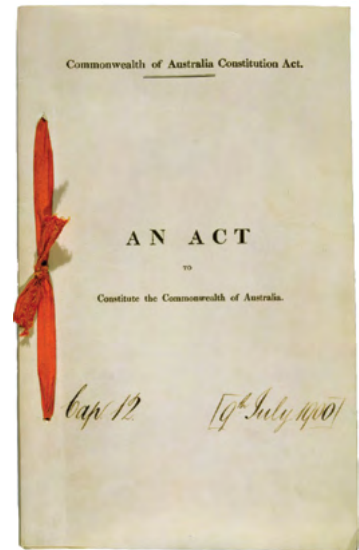 Commonwealth of Australia Constitution Act.
AN ACT
TO
Constitute the Commonwealth of Australia.
Cap 12. [9th July 1900]